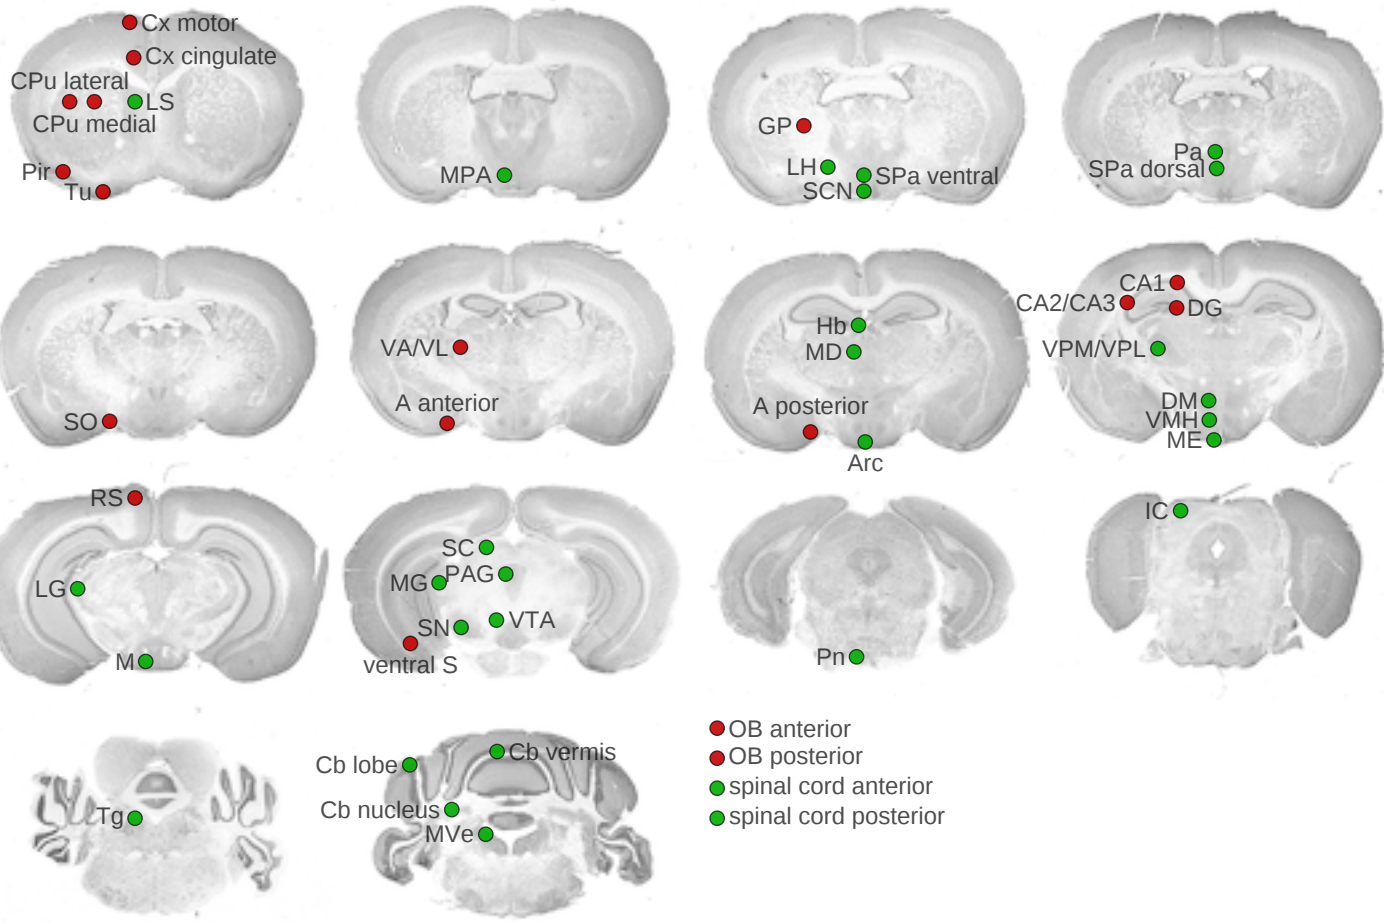 Cx motor
Cx cingulate
CPu lateral
LS
CPu medial
Pir
Tu
MPA
GP
LH
SPa ventral
SCN
Pa
SPa dorsal
SO
VA/VL
A anterior
Hb
MD
A posterior
Arc
CA1
CA2/CA3
DG
VPM/VPL
DM
VMH
ME
RS
LG
M
SC
MG
PAG
SN
VTA
ventral S
Pn
IC
Tg
Cb lobe
Cb vermis
Cb nucleus
MVe
OB anterior
OB posterior
spinal cord anterior
spinal cord posterior